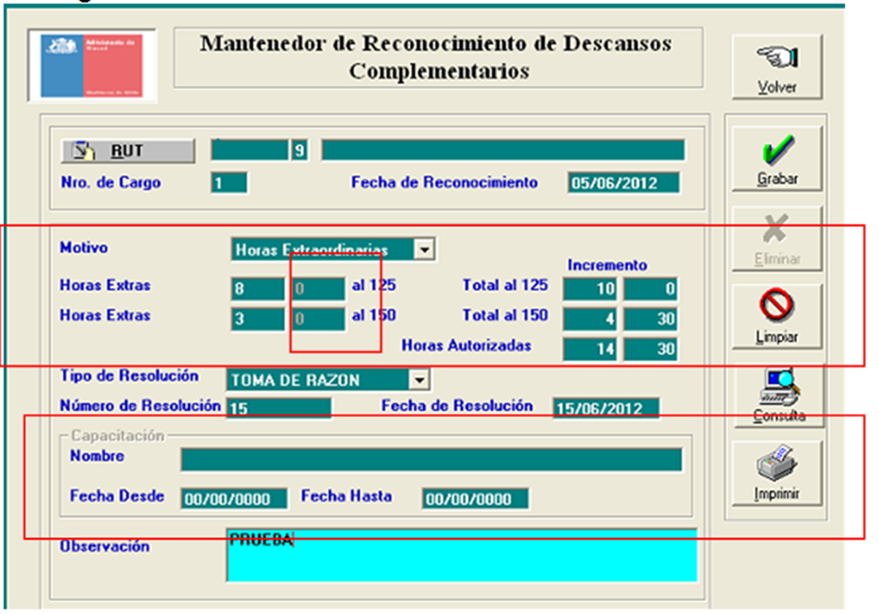 Mantenedor de Reconocimiento de Descansos
Complementarios
Volver
RUT 9
Nro. de Cargo 1 Fecha de Reconocimiento 05/06/2012
Grabar
Motivo Horas Extraordinarias
Eliminar
Incremento
Horas Extras 8 0 al 125 Total al 125 10 0
Horas Extras 3 0 al 150 Total al 150 4 30
Limpiar
Horas Autorizadas 14 30
Tipo de Resolución TOMA DE RAZON
Número de Resolución 15 Fecha de Resolución 15/06/2012
Consulta
Capacitación
Nombre
Fecha Desde 00/00/0000 Fecha Hasta 00/00/0000
Imprimir
Observación PRUEBA